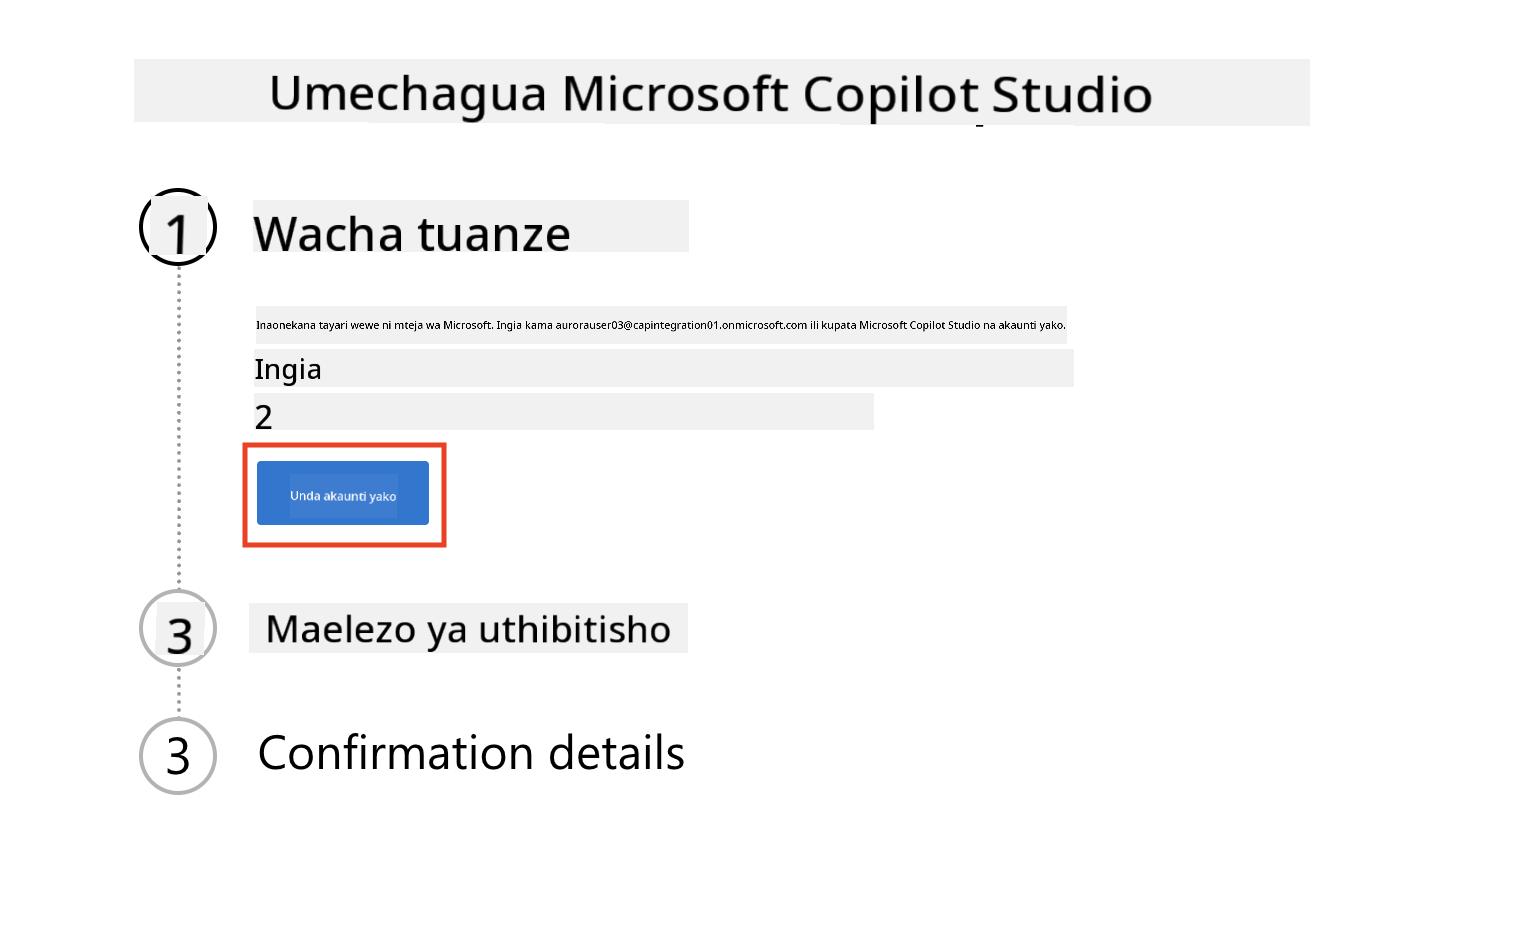 Umechagua Microsoft Copilot Studio
1
Wacha tuanze
Inaonekana tayari wewe ni mteja wa Microsoft. Ingia kama aurorauser03@capintegration01.onmicrosoft.com ili kupata Microsoft Copilot Studio na akaunti yako.
Ingia
2
Unda akaunti yako
3
Maelezo ya uthibitisho
3
Confirmation details